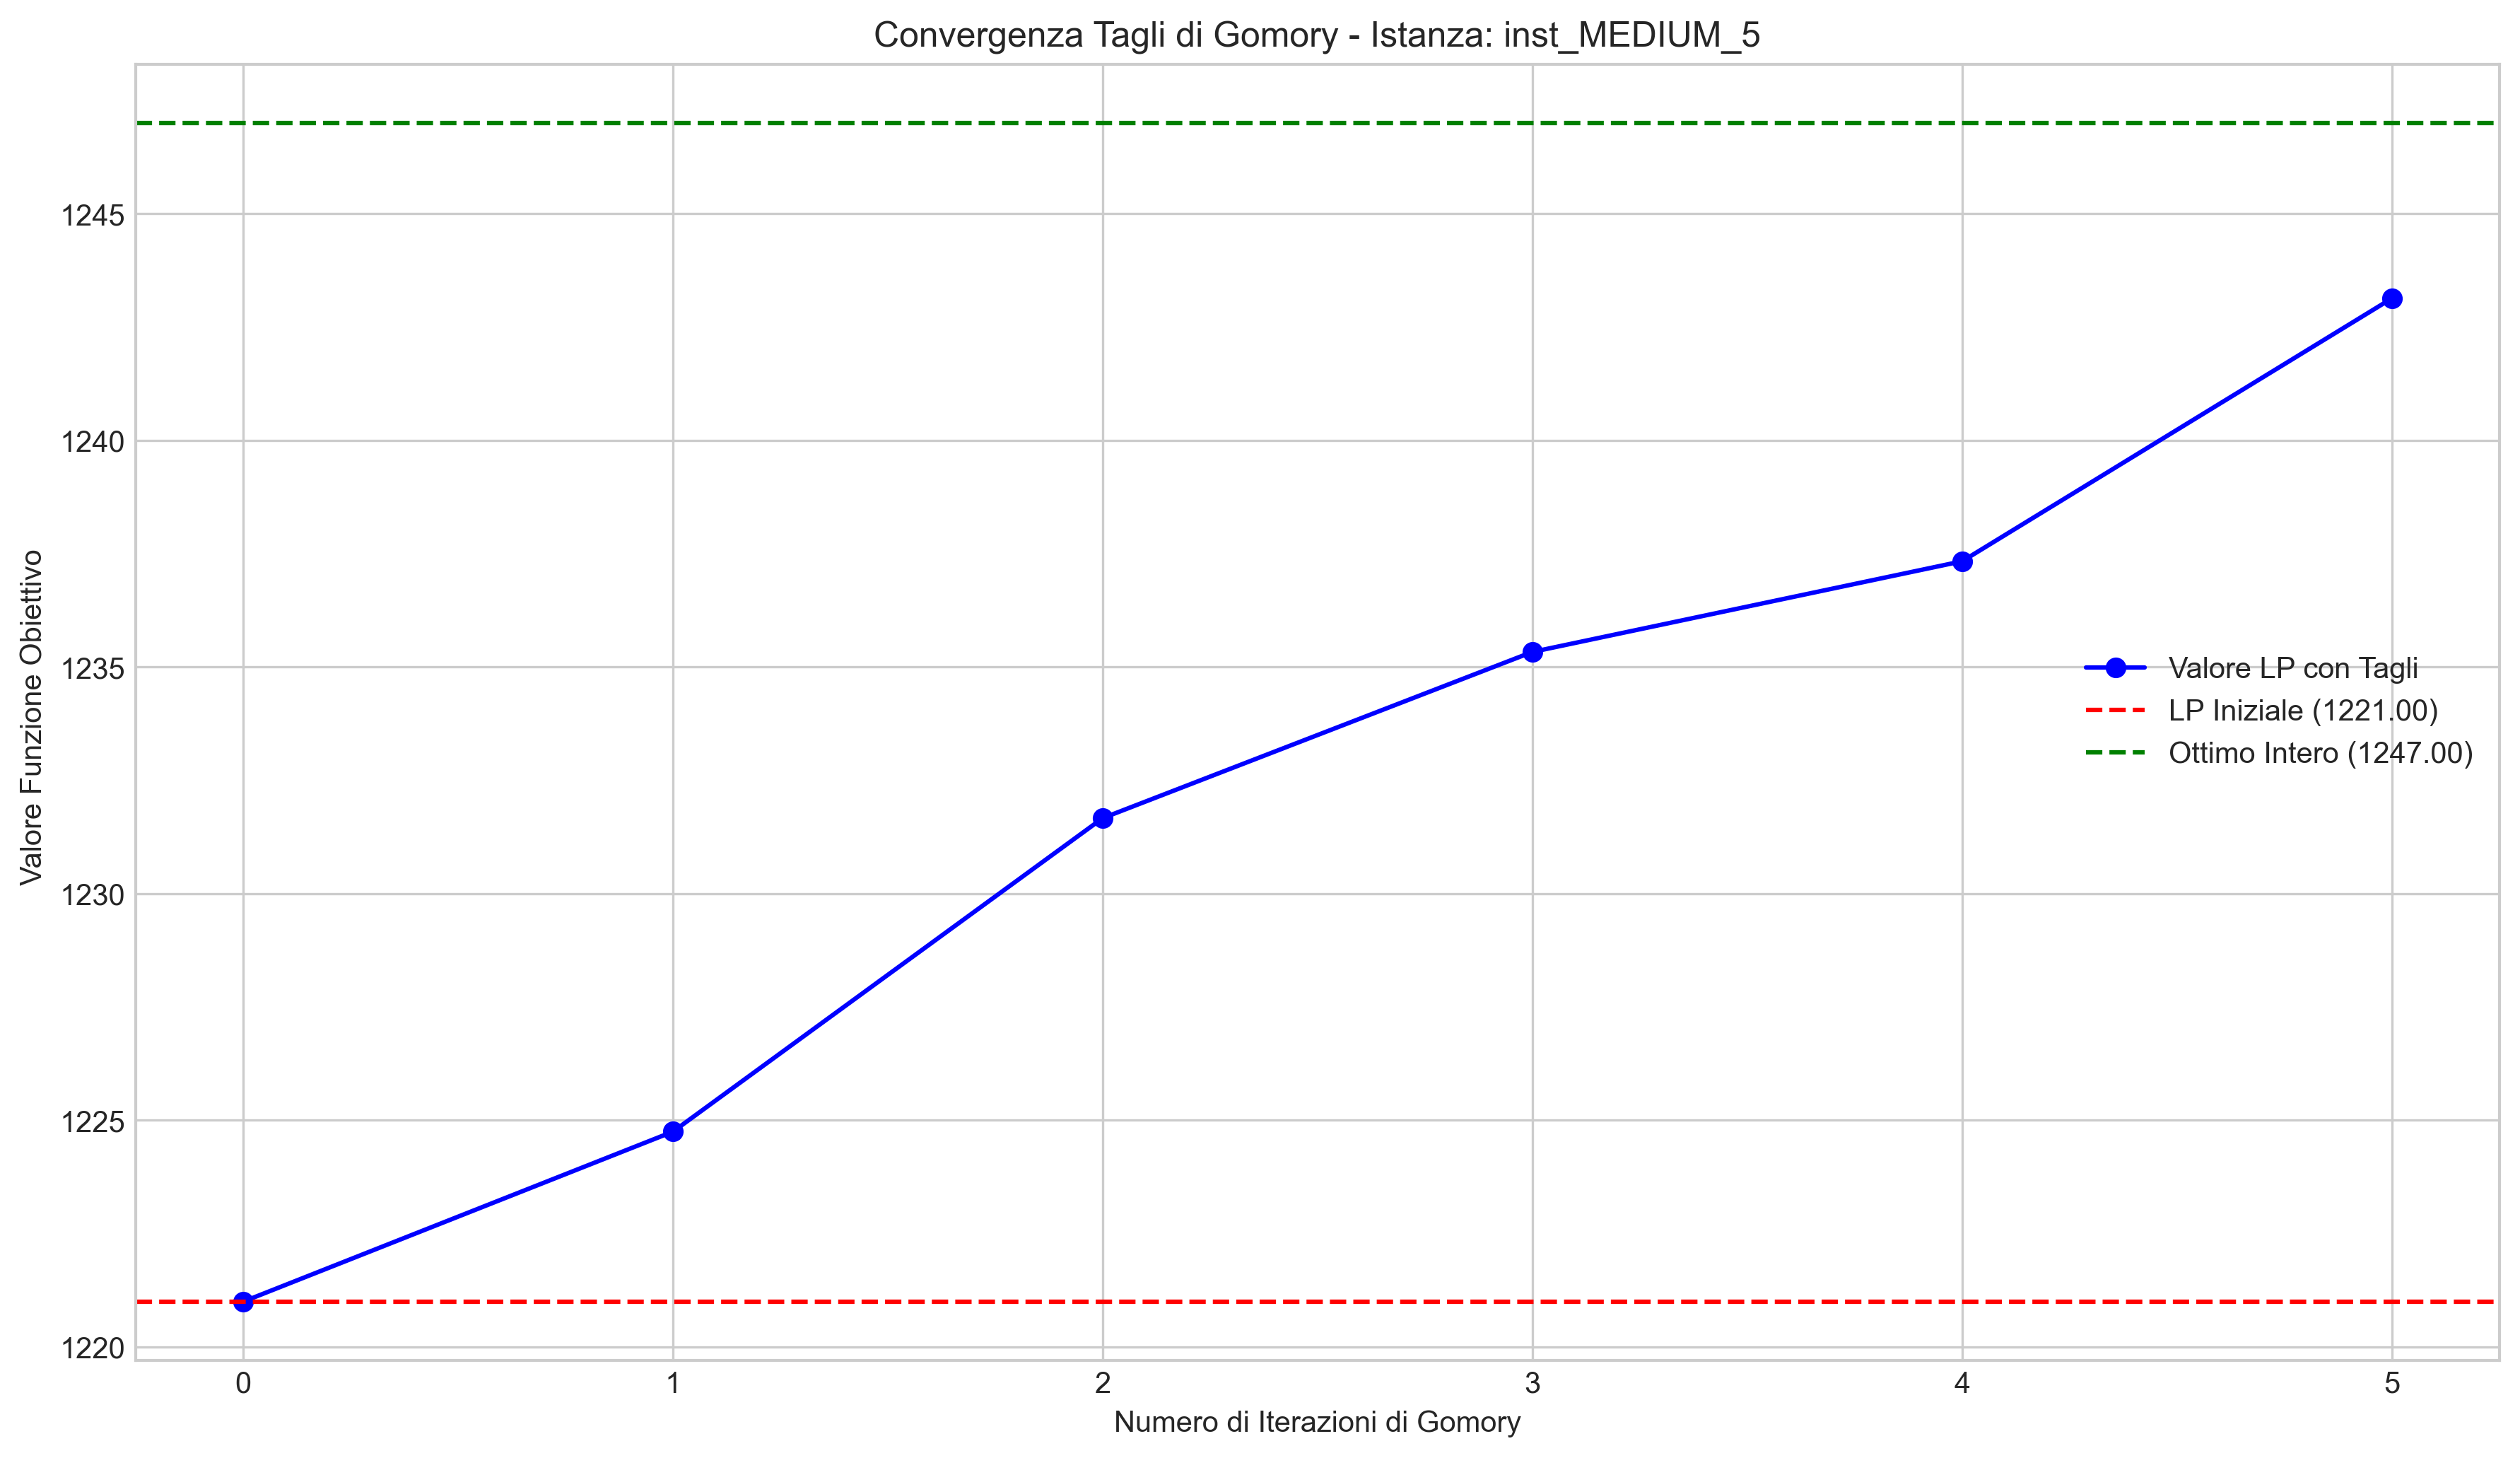 Convergenza Tagli di Gomory - Istanza: inst_MEDIUM_5
Valore Funzione Obiettivo
1245
1240
1235
1230
1225
1220
Valore LP con Tagli
LP Iniziale (1221.00)
Ottimo Intero (1247.00)
0 1 2 3 4 5
Numero di Iterazioni di Gomory